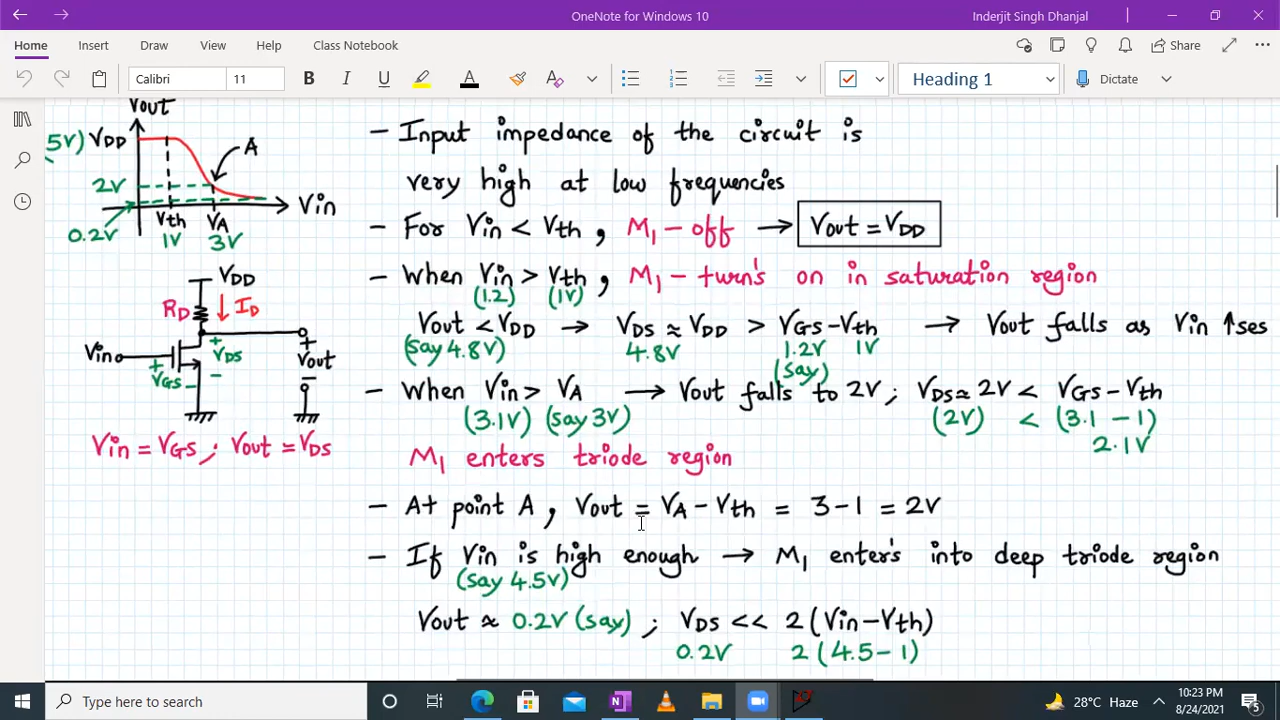 OneNote for Windows 10
Inderjit Singh Dhanjal
Home Insert Draw View Help Class Notebook
Share
Calibri 11 B I U A A Heading 1 Dictate
Vout
5V) VDD
A
2V
Vin
Vth VA
0.2V 1V 3V
VDD
RD ID
Vin
+ VDS −
+ VGS −
+ Vout −
Vin = VGS ; Vout = VDS
– Input impedance of the circuit is
very high at low frequencies
– For Vin < Vth , M1 – off → Vout = VDD
– When Vin > Vth , M1 – turn's on in saturation region
(1.2) (1V)
Vout < VDD → VDS ≈ VDD > VGS – Vth → Vout falls as Vin ↑ses
(say 4.8V) 4.8V 1.2V 1V
(say)
– When Vin > VA → Vout falls to 2V ; VDS ≈ 2V < VGS – Vth
(3.1V) (say 3V) (2V) < (3.1 – 1)
2.1V
M1 enters triode region
– At point A , Vout = VA – Vth = 3 – 1 = 2V
– If Vin is high enough → M1 enter's into deep triode region
(say 4.5V)
Vout ≈ 0.2V (say) ; VDS << 2(Vin – Vth)
0.2V 2(4.5 – 1)
Type here to search
28°C Haze
10:23 PM
8/24/2021
5